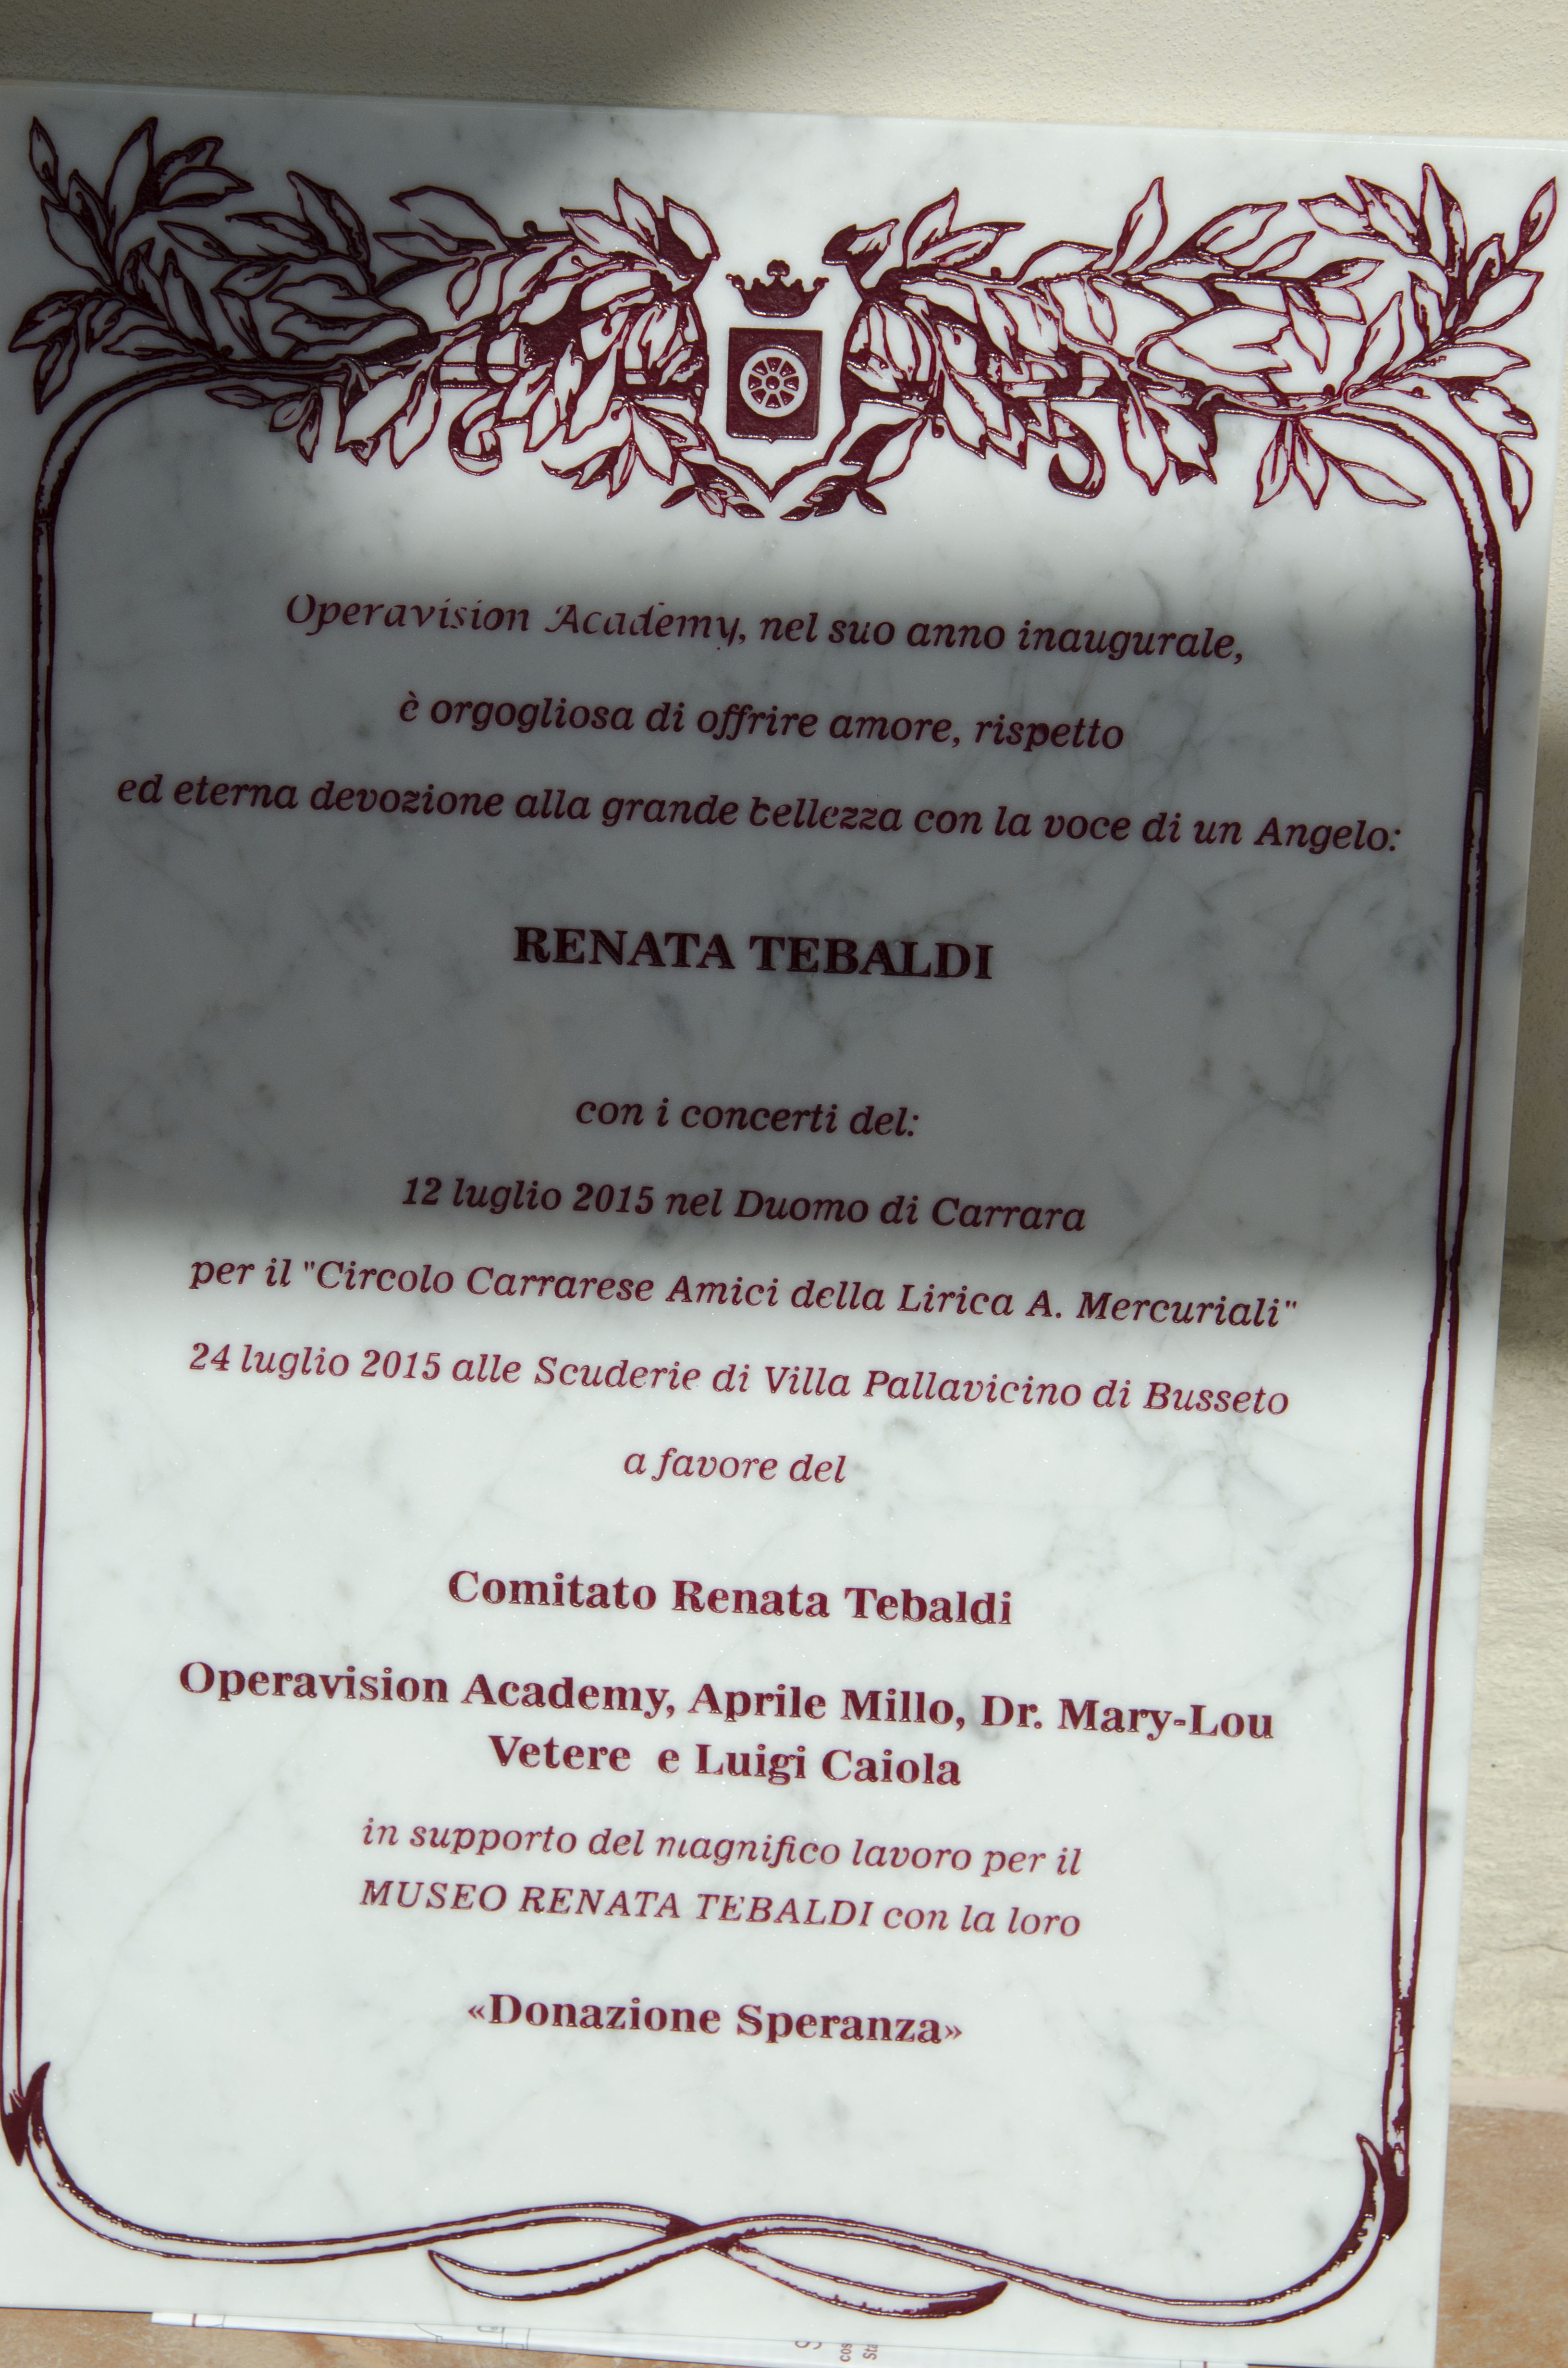 Operavision Academy, nel suo anno inaugurale,
è orgogliosa di offrire amore, rispetto
ed eterna devozione alla grande bellezza con la voce di un Angelo:
RENATA TEBALDI
con i concerti del:
12 luglio 2015 nel Duomo di Carrara
per il "Circolo Carrarese Amici della Lirica A. Mercuriali"
24 luglio 2015 alle Scuderie di Villa Pallavicino di Busseto
a favore del
Comitato Renata Tebaldi
Operavision Academy, Aprile Millo, Dr. Mary-Lou
Vetere e Luigi Caiola
in supporto del magnifico lavoro per il
MUSEO RENATA TEBALDI con la loro
«Donazione Speranza»